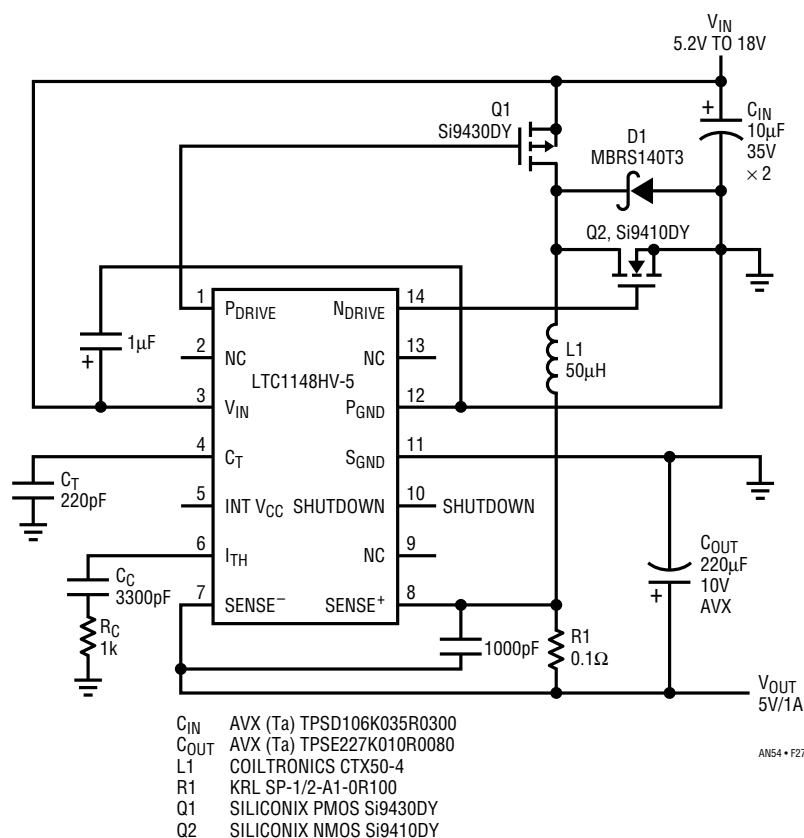 VIN
5.2V TO 18V
Q1
Si9430DY
+
CIN
10μF
35V
× 2
D1
MBRS140T3
Q2, Si9410DY
1μF
+
1
PDRIVE
NDRIVE
14
2
NC
NC
13
LTC1148HV-5
3
VIN
PGND
12
4
CT
SGND
11
5
INT VCC
SHUTDOWN
10
SHUTDOWN
6
ITH
NC
9
7
SENSE−
SENSE+
8
L1
50μH
CT
220pF
CC
3300pF
RC
1k
1000pF
R1
0.1Ω
COUT
220μF
10V
AVX
+
VOUT
5V/1A
CIN AVX (Ta) TPSD106K035R0300
COUT AVX (Ta) TPSE227K010R0080
L1 COILTRONICS CTX50-4
R1 KRL SP-1/2-A1-0R100
Q1 SILICONIX PMOS Si9430DY
Q2 SILICONIX NMOS Si9410DY
AN54 • F27